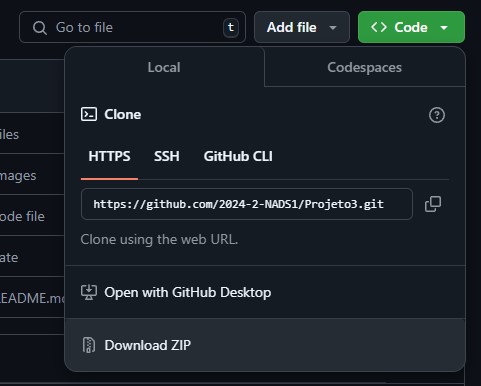 Go to file
t
Add file
Code
Local
Codespaces
Clone
HTTPS
SSH
GitHub CLI
https://github.com/2024-2-NADS1/Projeto3.git
Clone using the web URL.
Open with GitHub Desktop
Download ZIP
iles
mages
ode file
ate
EADME.m